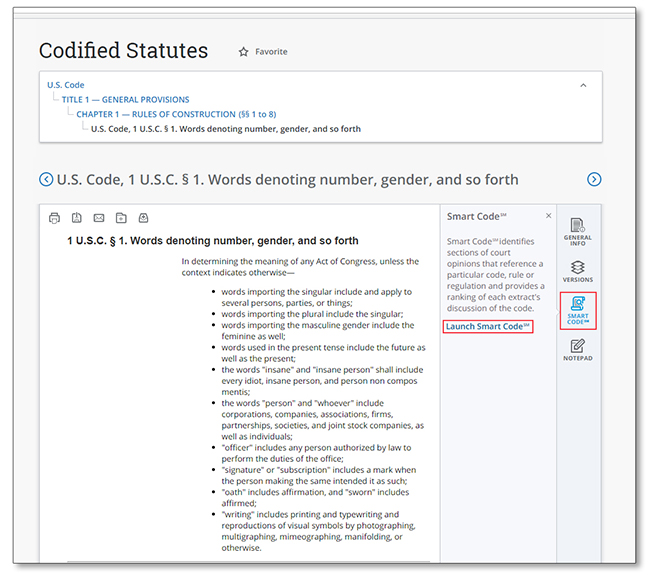 Codified Statutes
Favorite
U.S. Code
TITLE 1 — GENERAL PROVISIONS
CHAPTER 1 — RULES OF CONSTRUCTION (§§ 1 to 8)
U.S. Code, 1 U.S.C. § 1. Words denoting number, gender, and so forth
U.S. Code, 1 U.S.C. § 1. Words denoting number, gender, and so forth
1 U.S.C. § 1. Words denoting number, gender, and so forth
In determining the meaning of any Act of Congress, unless the
context indicates otherwise—
• words importing the singular include and apply to
several persons, parties, or things;
• words importing the plural include the singular;
• words importing the masculine gender include the
feminine as well;
• words used in the present tense include the future as
well as the present;
• the words "insane" and "insane person" shall include
every idiot, insane person, and person non compos
mentis;
• the words "person" and "whoever" include
corporations, companies, associations, firms,
partnerships, societies, and joint stock companies, as
well as individuals;
• "officer" includes any person authorized by law to
perform the duties of the office;
• "signature" or "subscription" includes a mark when
the person making the same intended it as such;
• "oath" includes affirmation, and "sworn" includes
affirmed;
• "writing" includes printing and typewriting and
reproductions of visual symbols by photographing,
multigraphing, mimeographing, manifolding, or
otherwise.
Smart Code℠
Smart Code℠ identifies
sections of court
opinions that reference a
particular code, rule or
regulation and provides a
ranking of each extract's
discussion of the code.
Launch Smart Code℠
GENERAL
INFO
VERSIONS
SMART
CODE℠
NOTEPAD